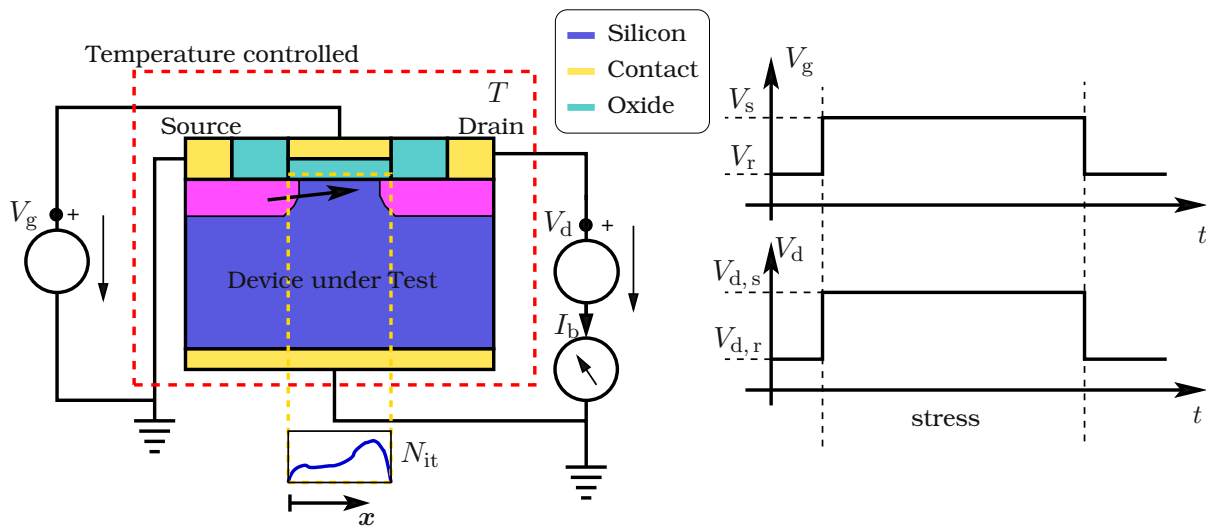 Temperature controlled
T
Source
Drain
Silicon
Contact
Oxide
V_g
+
V_d
+
Device under Test
I_b
N_it
x
V_g
V_s
V_r
t
V_d
V_d,s
V_d,r
stress
t